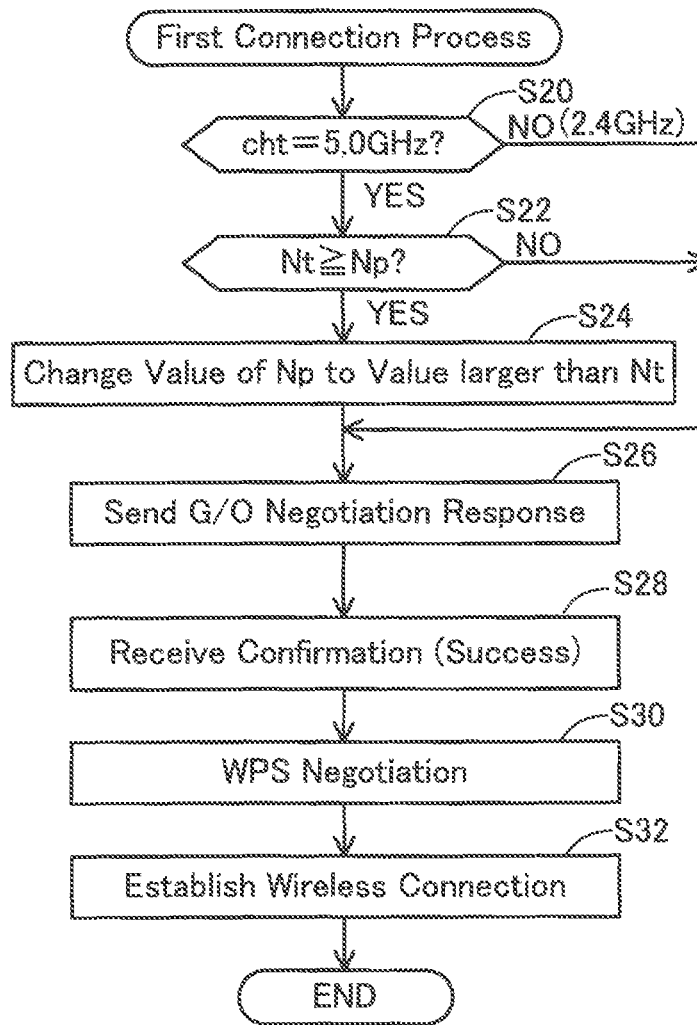 First Connection Process
S20
cht=5.0GHz?
NO(2.4GHz)
YES
S22
Nt≧Np?
NO
YES
S24
Change Value of Np to Value larger than Nt
S26
Send G/O Negotiation Response
S28
Receive Confirmation (Success)
S30
WPS Negotiation
S32
Establish Wireless Connection
END